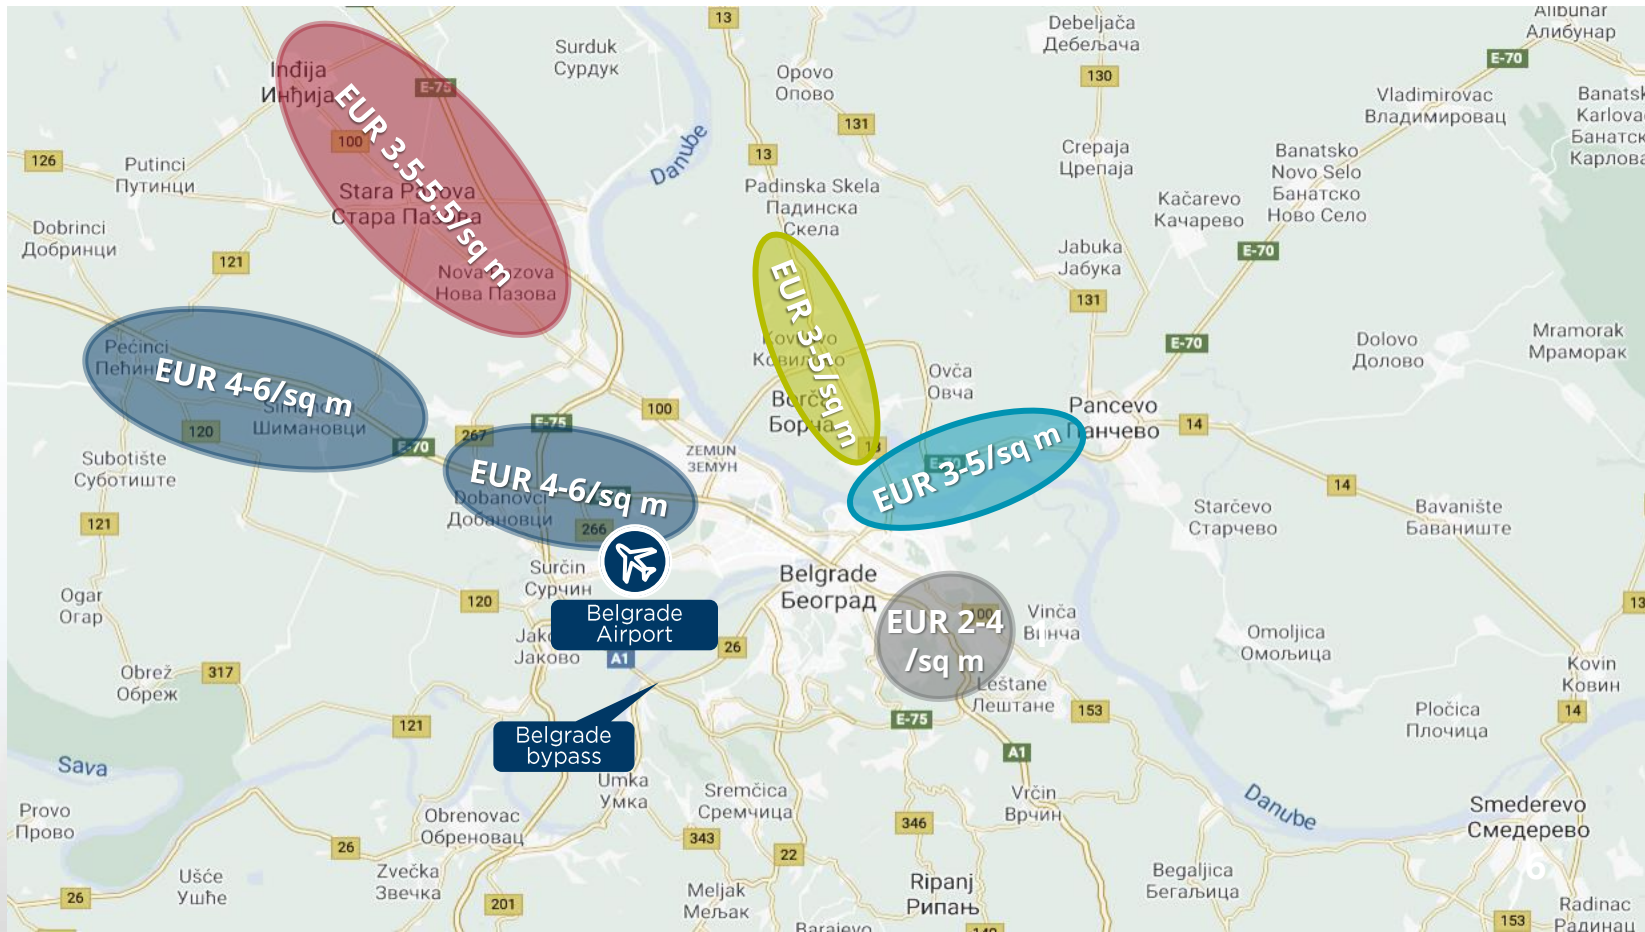 13
Debeljača
Дебељача
Alibunar
Алибунар
Surduk
Сурдук
E-70
Inđija
Инђија
E-75
Opovo
Опово
130
Vladimirovac
Владимировац
EUR 3.5-5.5/sq m
131
100
Danube
126
Putinci
Путинци
13
Crepaja
Црепаја
Banatsko
Novo Selo
Банатско
Ново Село
Stara Pazova
Стара Пазова
Padinska Skela
Падинска
Скела
Kačarevo
Качарево
Dobrinci
Добринци
121
Jabuka
Јабука
E-70
Nova Pazova
Нова Пазова
EUR 3-5/sq m
131
Pećinci
EUR 4-6/sq m
Шимановци
120
E-70
E-70
Dolovo
Долово
Mramorak
Мраморак
Ovča
Овча
Borča
Борча
100
E-75
267
ZEMUN
ЗЕМУН
13
Pancevo
Панчево
14
EUR 3-5/sq m
E-70
Subotište
Суботиште
EUR 4-6/sq m
Dobanovci
Добановци
266
14
121
Starčevo
Старчево
Bavanište
Баваниште
Surčin
Сурчин
Belgrade
Београд
Ogar
Огар
120
Belgrade
Airport
EUR 2-4
/sq m
100
Vinča
Винча
1
13
Jakovo
Јаково
A1
26
Omoljica
Омољица
Obrež
Обреж
317
Leštane
Лештане
Kovin
Ковин
121
E-75
153
Pločica
Плочица
14
Belgrade
bypass
A1
Sava
Umka
Умка
Sremčica
Сремчица
Vrčin
Врчин
Danube
Provo
Прово
Obrenovac
Обреновац
343
346
Smederevo
Смедерево
26
22
6
Ušće
Ушће
Zvečka
Звечка
Meljak
Мељак
Ripanj
Рипањ
Begaljica
Бегаљица
26
201
153
Radinac
Радинац